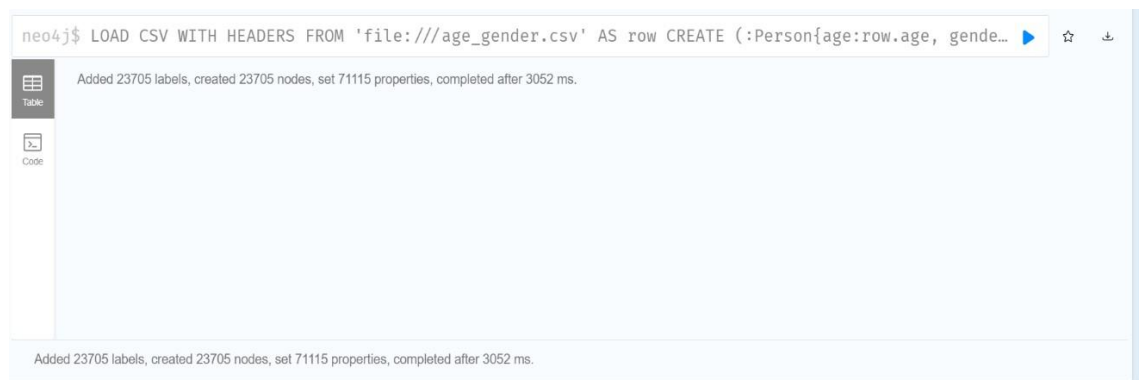 neo4j$ LOAD CSV WITH HEADERS FROM 'file:///age_gender.csv' AS row CREATE (:Person{age:row.age, gende…
Table
Added 23705 labels, created 23705 nodes, set 71115 properties, completed after 3052 ms.
Code
Added 23705 labels, created 23705 nodes, set 71115 properties, completed after 3052 ms.